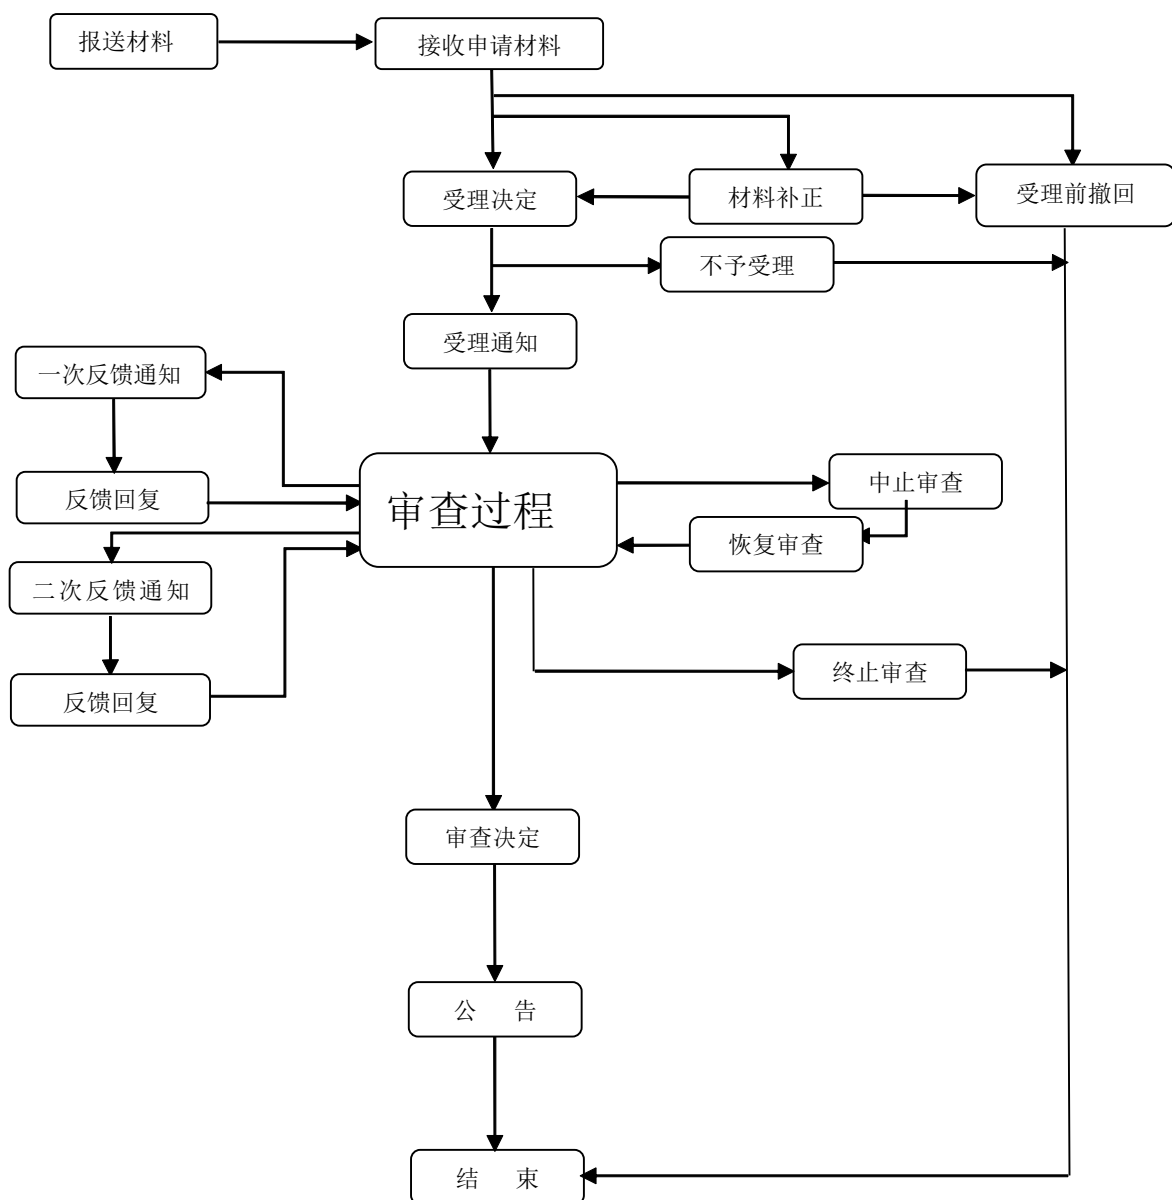 报送材料
接收申请材料
受理决定
材料补正
受理前撤回
不予受理
受理通知
一次反馈通知
反馈回复
审查过程
中止审查
恢复审查
二次反馈通知
反馈回复
终止审查
审查决定
公 告
结 束